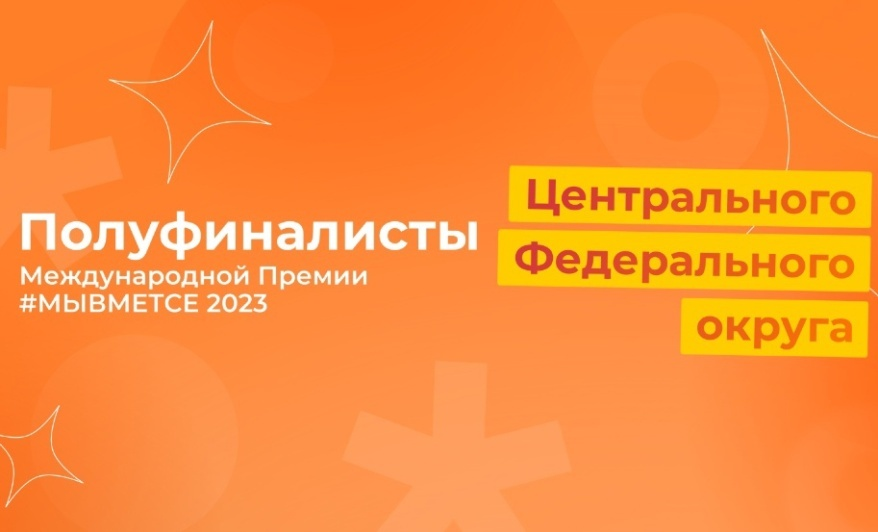 Полуфиналисты
Международной Премии
#МЫВМЕТСЕ 2023
Центрального
Федерального
округа